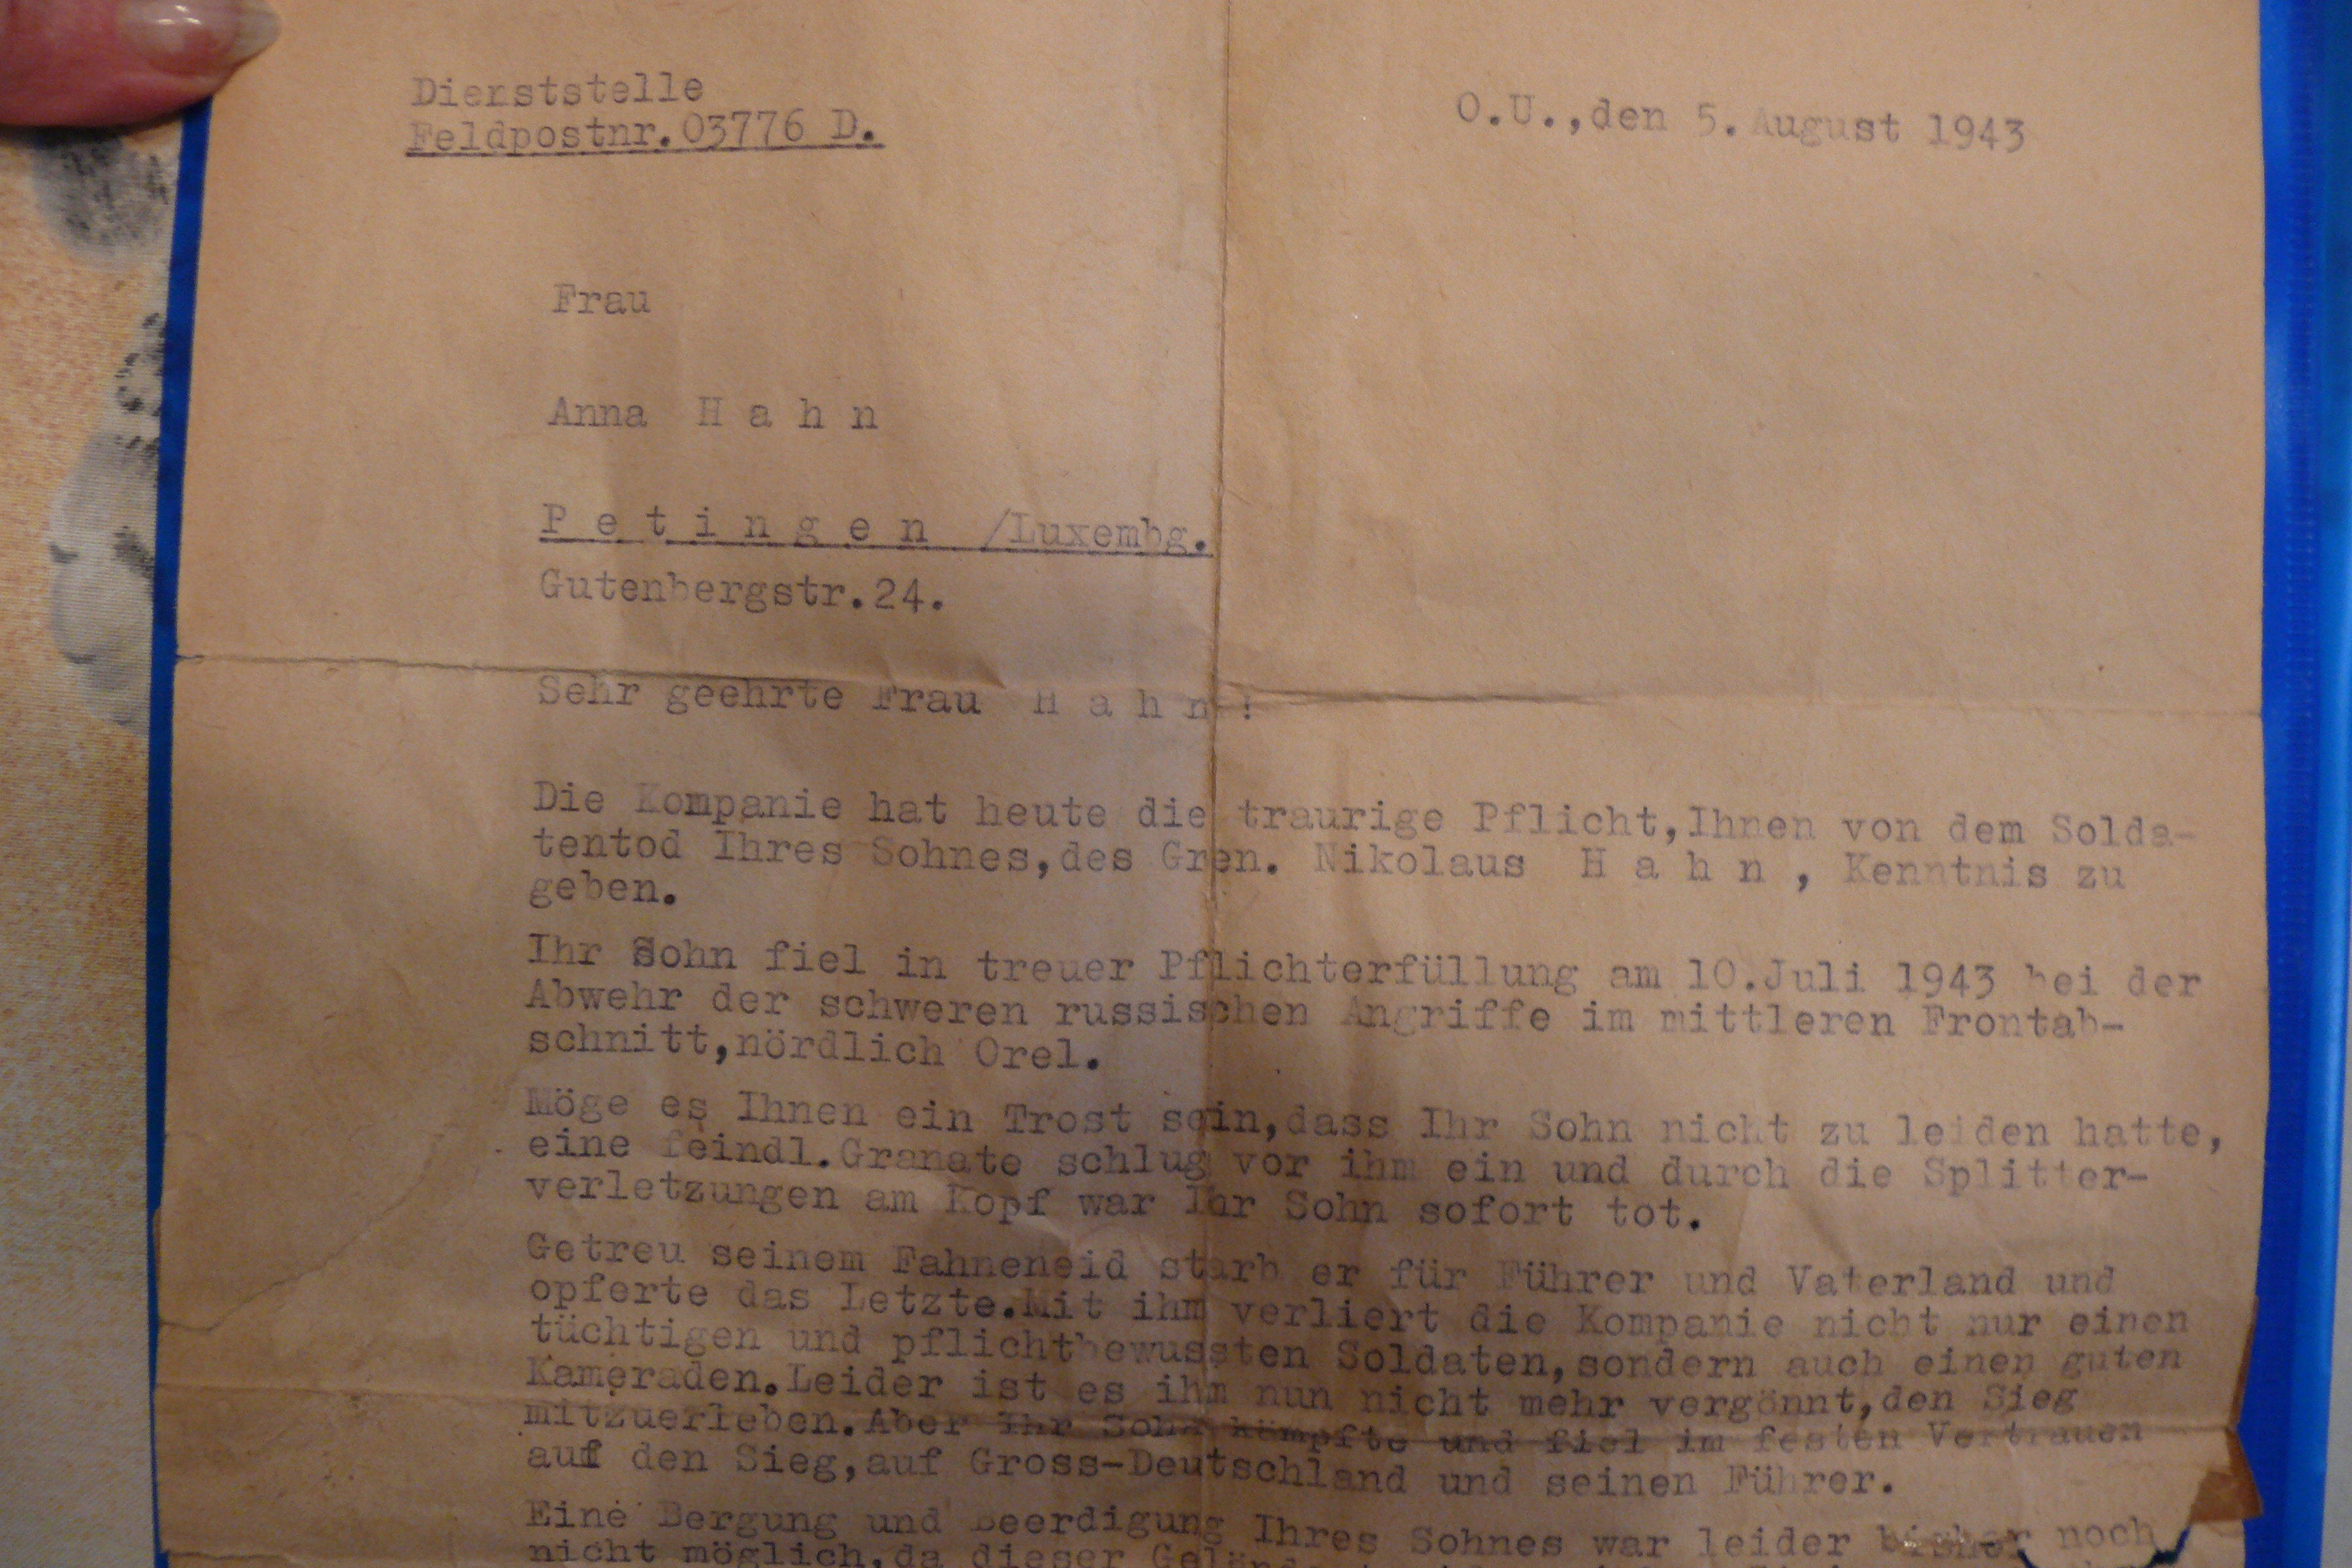 Dienststelle
Feldpostnr.03776 D.
O.U.,den 5. August 1943
Frau
Anna H a h n
P e t i n g e n /Luxembg.
Gutenbergstr.24.
Sehr geehrte Frau H a h n !
Die Kompanie hat heute die traurige Pflicht,Ihnen von dem Solda-
tentod Ihres Sohnes,des Gren. Nikolaus H a h n , Kenntnis zu
geben.
Ihr Sohn fiel in treuer Pflichterfüllung am 10.Juli 1943 bei der
Abwehr der schweren russischen Angriffe im mittleren Frontab-
schnitt,nördlich Orel.
Möge es Ihnen ein Trost sein,dass Ihr Sohn nicht zu leiden hatte,
eine feindl.Granate schlug vor ihm ein und durch die Splitter-
verletzungen am Kopf war Ihr Sohn sofort tot.
Getreu seinem Fahneneid starb er für Führer und Vaterland und
opferte das Letzte.Mit ihm verliert die Kompanie nicht nur einen
tüchtigen und pflichtbewussten Soldaten,sondern auch einen guten
Kameraden.Leider ist es ihm nun nicht mehr vergönnt,den Sieg
mitzuerleben.Aber Ihr Sohn kämpfte und fiel im festen Vertrauen
auf den Sieg,auf Gross-Deutschland und seinen Führer.
Eine Bergung und Beerdigung Ihres Sohnes war leider bisher noch
nicht möglich,da dieser